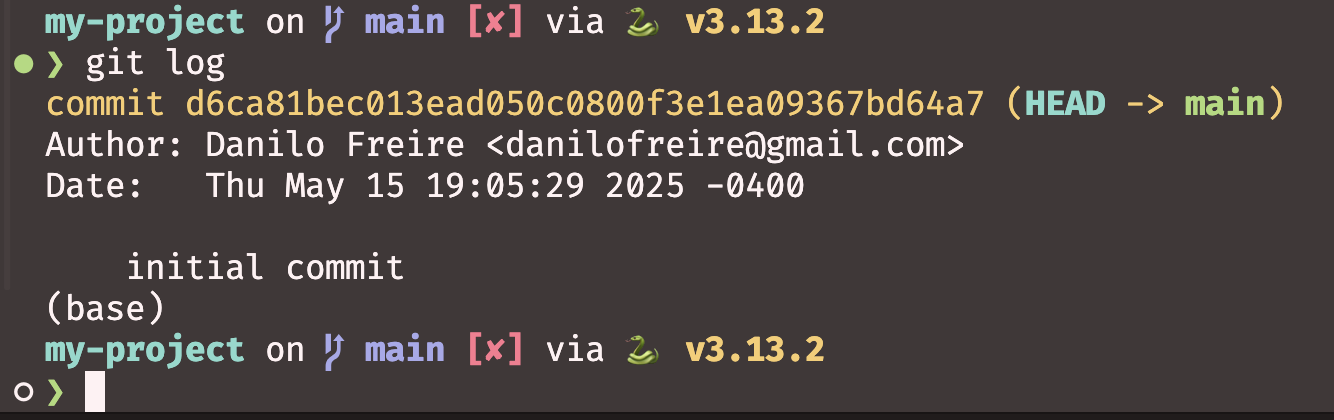 my-project on main [✘] via 🐍 v3.13.2
❯ git log
commit d6ca81bec013ead050c0800f3e1ea09367bd64a7 (HEAD -> main)
Author: Danilo Freire <danilofreire@gmail.com>
Date:   Thu May 15 19:05:29 2025 -0400
initial commit
(base)
my-project on main [✘] via 🐍 v3.13.2
❯